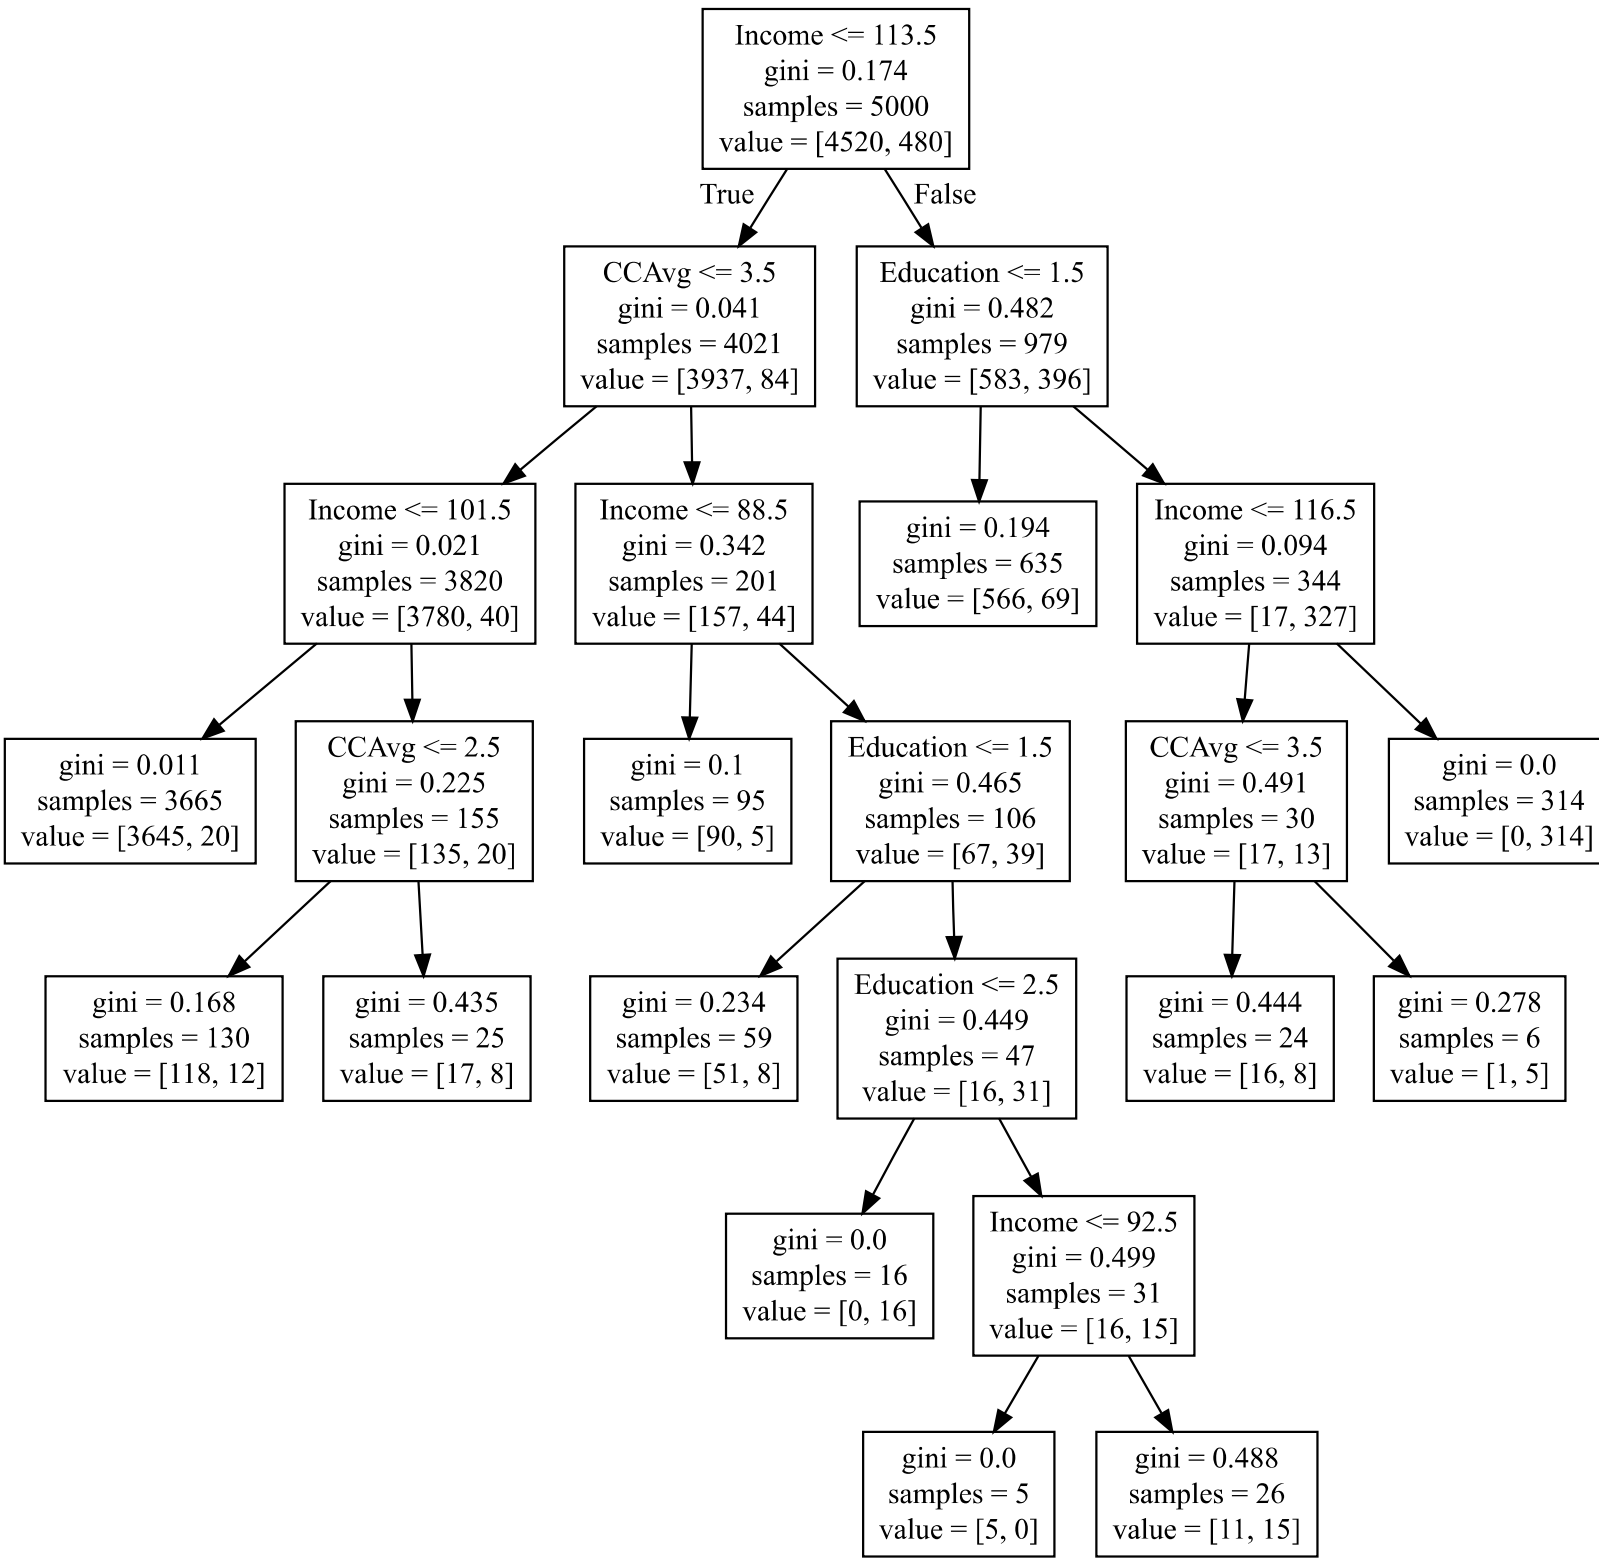 Income <= 113.5
gini = 0.174
samples = 5000
value = [4520, 480]
True
False
CCAvg <= 3.5
gini = 0.041
samples = 4021
value = [3937, 84]
Education <= 1.5
gini = 0.482
samples = 979
value = [583, 396]
Income <= 101.5
gini = 0.021
samples = 3820
value = [3780, 40]
Income <= 88.5
gini = 0.342
samples = 201
value = [157, 44]
gini = 0.194
samples = 635
value = [566, 69]
Income <= 116.5
gini = 0.094
samples = 344
value = [17, 327]
gini = 0.011
samples = 3665
value = [3645, 20]
CCAvg <= 2.5
gini = 0.225
samples = 155
value = [135, 20]
gini = 0.1
samples = 95
value = [90, 5]
Education <= 1.5
gini = 0.465
samples = 106
value = [67, 39]
CCAvg <= 3.5
gini = 0.491
samples = 30
value = [17, 13]
gini = 0.0
samples = 314
value = [0, 314]
gini = 0.168
samples = 130
value = [118, 12]
gini = 0.435
samples = 25
value = [17, 8]
gini = 0.234
samples = 59
value = [51, 8]
Education <= 2.5
gini = 0.449
samples = 47
value = [16, 31]
gini = 0.444
samples = 24
value = [16, 8]
gini = 0.278
samples = 6
value = [1, 5]
gini = 0.0
samples = 16
value = [0, 16]
Income <= 92.5
gini = 0.499
samples = 31
value = [16, 15]
gini = 0.0
samples = 5
value = [5, 0]
gini = 0.488
samples = 26
value = [11, 15]